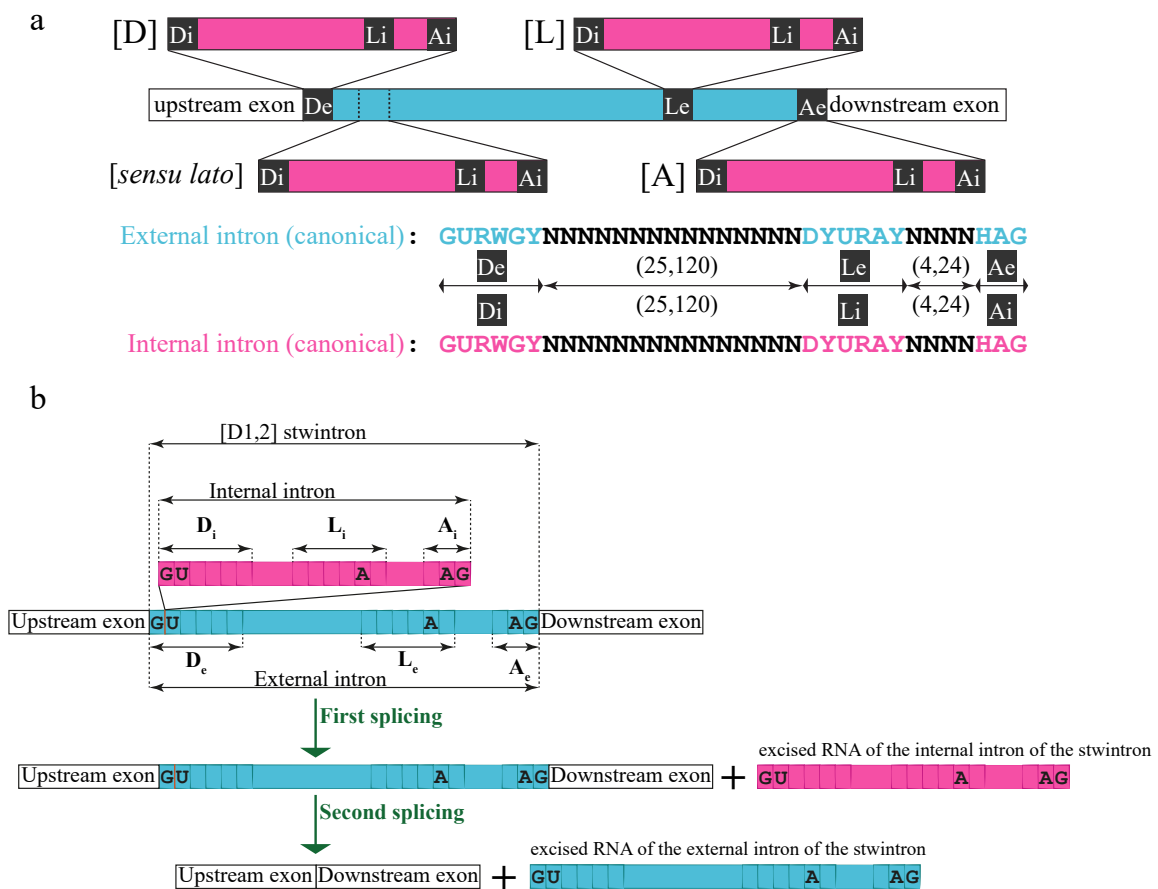 a
[D] Di Li Ai [L] Di Li Ai
upstream exon De Le Ae downstream exon
[sensu lato] Di Li Ai [A] Di Li Ai
External intron (canonical) : GURWGYNNNNNNNNNNNNNNNDYURAYNNNNHAG
De (25,120) Le (4,24) Ae
Di (25,120) Li (4,24) Ai
Internal intron (canonical) : GURWGYNNNNNNNNNNNNNNNDYURAYNNNNHAG
b
[D1,2] stwintron
Internal intron
Di Li Ai
GU A AG
Upstream exon GU A AG Downstream exon
De Le Ae
External intron
First splicing
excised RNA of the internal intron of the stwintron
Upstream exon GU A AG Downstream exon + GU A AG
Second splicing
excised RNA of the external intron of the stwintron
Upstream exon Downstream exon + GU A AG